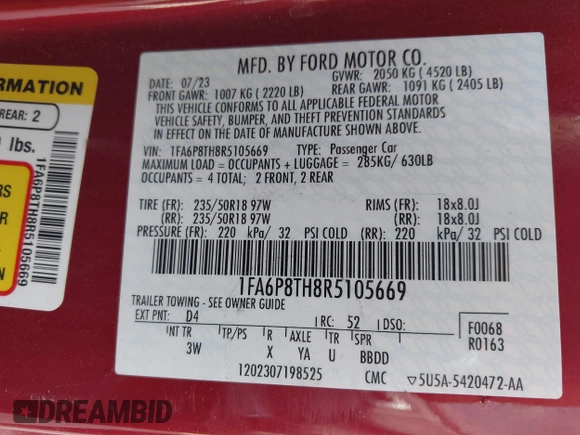 ORMATION
REAR: 2
lbs.
1FA6P8TH8R5105669
MFD. BY FORD MOTOR CO.
DATE: 07/23 GVWR: 2050 KG ( 4520 LB)
FRONT GAWR: 1007 KG ( 2220 LB) REAR GAWR: 1091 KG ( 2405 LB)
THIS VEHICLE CONFORMS TO ALL APPLICABLE FEDERAL MOTOR
VEHICLE SAFETY, BUMPER, AND THEFT PREVENTION STANDARDS
IN EFFECT ON THE DATE OF MANUFACTURE SHOWN ABOVE.
VIN: 1FA6P8TH8R5105669 TYPE: Passenger Car
MAXIMUM LOAD = OCCUPANTS + LUGGAGE = 285KG/ 630LB
OCCUPANTS = 4 TOTAL; 2 FRONT, 2 REAR
TIRE (FR): 235/50R18 97W RIMS (FR): 18x8.0J
(RR): 235/50R18 97W (RR): 18x8.0J
PRESSURE (FR): 220 kPa/ 32 PSI COLD (RR): 220 kPa/ 32 PSI COLD
1FA6P8TH8R5105669
TRAILER TOWING - SEE OWNER GUIDE
EXT PNT: D4 RC: 52 DSO: F0068
R0163
INT TR TP/PS R AXLE TR SPR
3W X YA U BBDD
1202307198525 CMC 5U5A-5420472-AA
DREAMBID